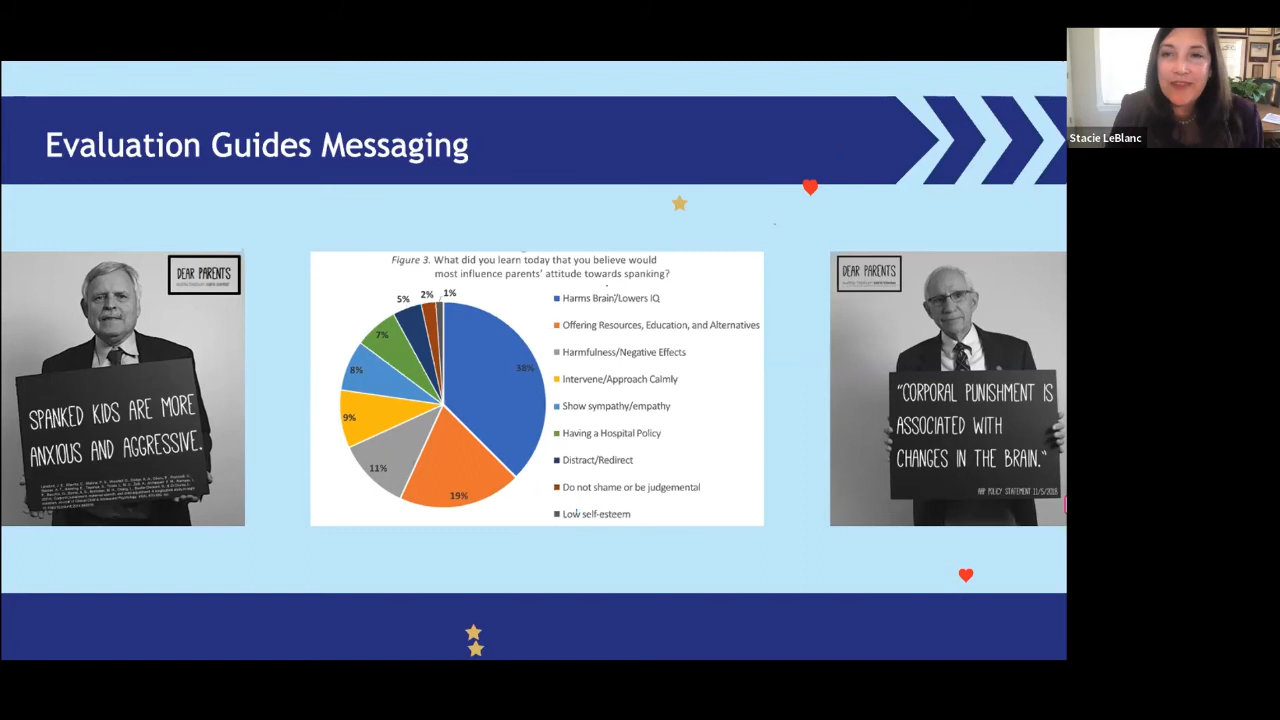 Stacie LeBlanc
Evaluation Guides Messaging
DEAR PARENTS
SPANKED KIDS ARE MORE
ANXIOUS AND AGGRESSIVE.
Figure 3. What did you learn today that you believe would
most influence parents' attitude towards spanking?
38%
19%
11%
9%
8%
7%
5%
2%
1%
Harms Brain/Lowers IQ
Offering Resources, Education, and Alternatives
Harmfulness/Negative Effects
Intervene/Approach Calmly
Show sympathy/empathy
Having a Hospital Policy
Distract/Redirect
Do not shame or be judgemental
Low self-esteem
DEAR PARENTS
"CORPORAL PUNISHMENT IS
ASSOCIATED WITH
CHANGES IN THE BRAIN."
AAP POLICY STATEMENT 11/5/2018